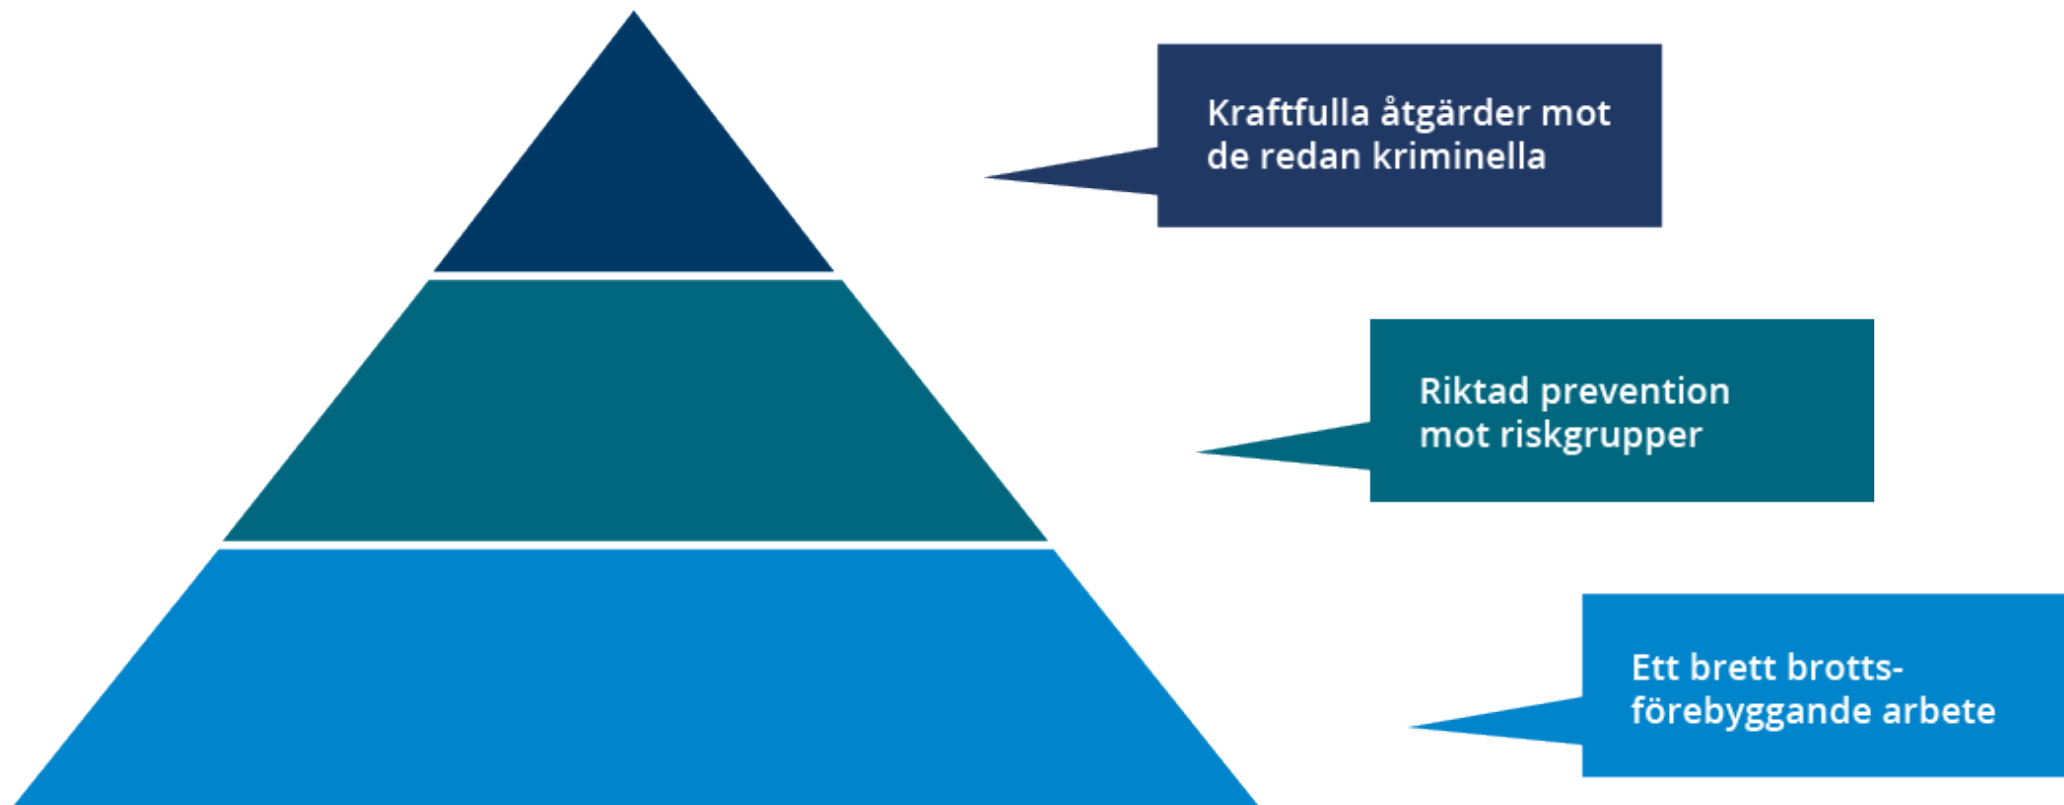 Kraftfulla åtgärder mot
de redan kriminella
Riktad prevention
mot riskgrupper
Ett brett brotts-
förebyggande arbete